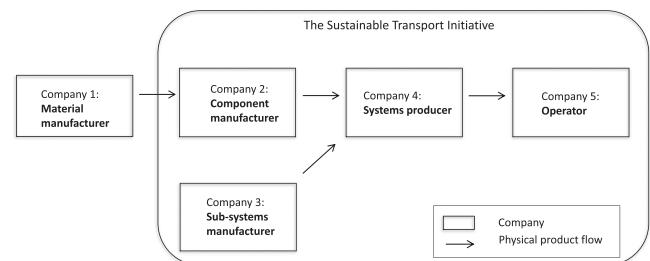 The Sustainable Transport Initiative
Company 1:
Material
manufacturer
Company 2:
Component
manufacturer
Company 4:
Systems producer
Company 5:
Operator
Company 3:
Sub-systems
manufacturer
Company
Physical product flow